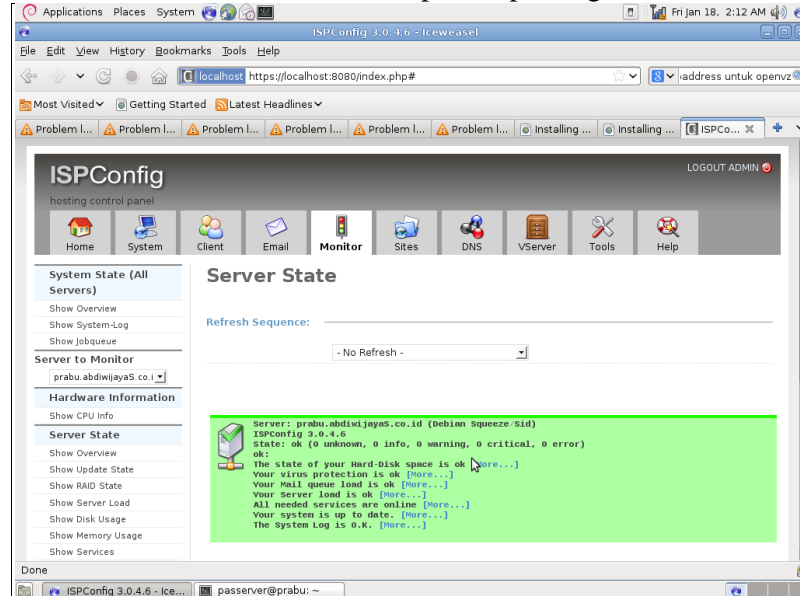 Applications Places System Fri Jan 18, 2:12 AM
ISPConfig 3.0.4.6 - Iceweasel
File Edit View History Bookmarks Tools Help
localhost https://localhost:8080/index.php# address untuk openvz
Most Visited Getting Started Latest Headlines
Problem l... Problem l... Problem l... Problem l... Problem l... Problem l... Installing ... Installing ... ISPCo...
ISPConfig
LOGOUT ADMIN
hosting control panel
Home System Client Email Monitor Sites DNS VServer Tools Help
System State (All
Servers)
Show Overview
Show System-Log
Show Jobqueue
Server to Monitor
prabu.abdiwijayaS.co.i
Hardware Information
Show CPU Info
Server State
Show Overview
Show Update State
Show RAID State
Show Server Load
Show Disk Usage
Show Memory Usage
Show Services
Server State
Refresh Sequence:
- No Refresh -
Server: prabu.abdiwijayaS.co.id (Debian Squeeze/Sid)
ISPConfig 3.0.4.6
State: ok (0 unknown, 0 info, 0 warning, 0 critical, 0 error)
ok:
The state of your Hard-Disk space is ok [More...]
Your virus protection is ok [More...]
Your Mail queue load is ok [More...]
Your Server load is ok [More...]
All needed services are online [More...]
Your system is up to date. [More...]
The System Log is O.K. [More...]
Done
ISPConfig 3.0.4.6 - Ice... passerver@prabu: ~